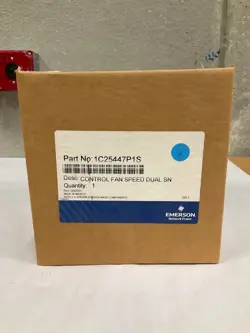 Part No:1C25447P1S
Desc: CONTROL FAN SPEED DUAL SN
Quantity: 1
EMERSON
Network Power